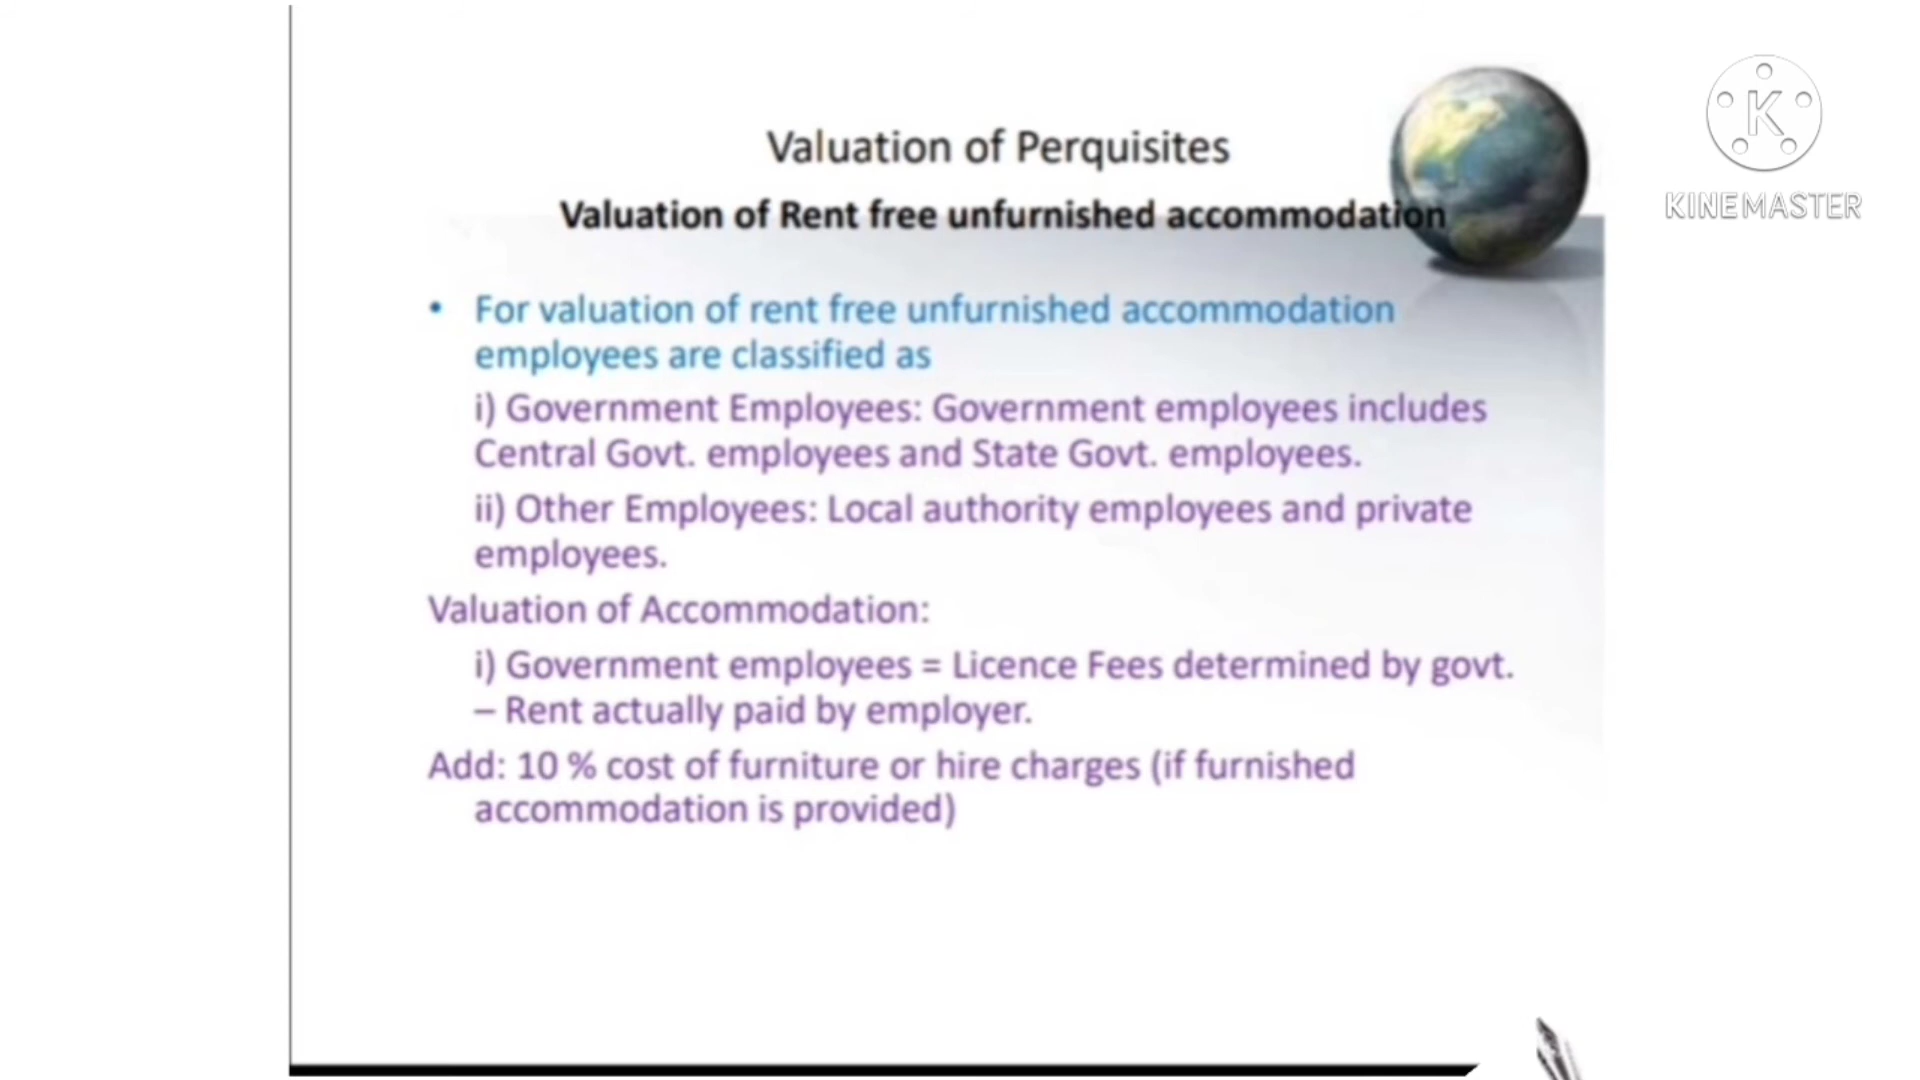 Valuation of Perquisites
Valuation of Rent free unfurnished accommodation
• For valuation of rent free unfurnished accommodation
employees are classified as
i) Government Employees: Government employees includes
Central Govt. employees and State Govt. employees.
ii) Other Employees: Local authority employees and private
employees.
Valuation of Accommodation:
i) Government employees = Licence Fees determined by govt.
– Rent actually paid by employer.
Add: 10 % cost of furniture or hire charges (if furnished
accommodation is provided)
K
KINEMASTER